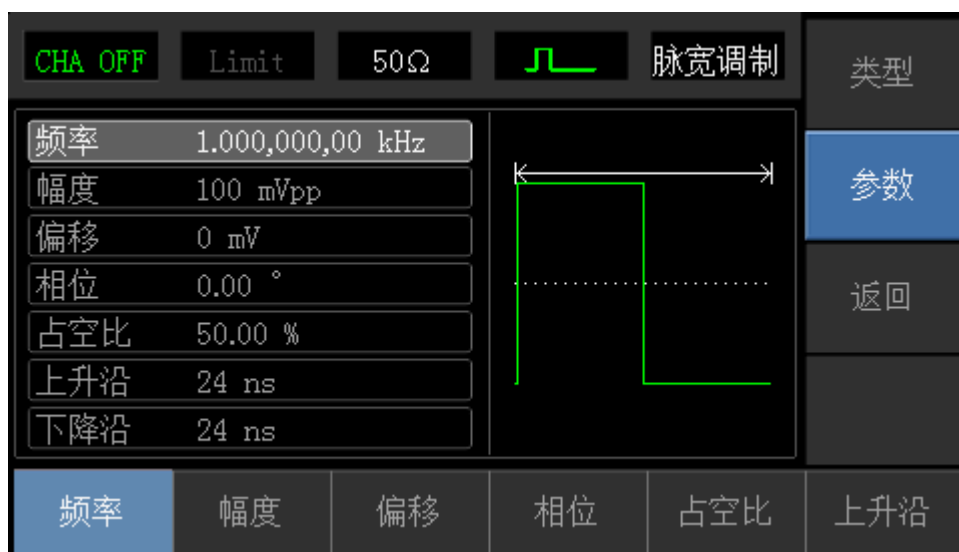 CHA OFF Limit 50Ω 脉宽调制 类型
频率 1.000,000,00 kHz
幅度 100 mVpp
偏移 0 mV
相位 0.00 °
占空比 50.00 %
上升沿 24 ns
下降沿 24 ns
参数
返回
频率 幅度 偏移 相位 占空比 上升沿